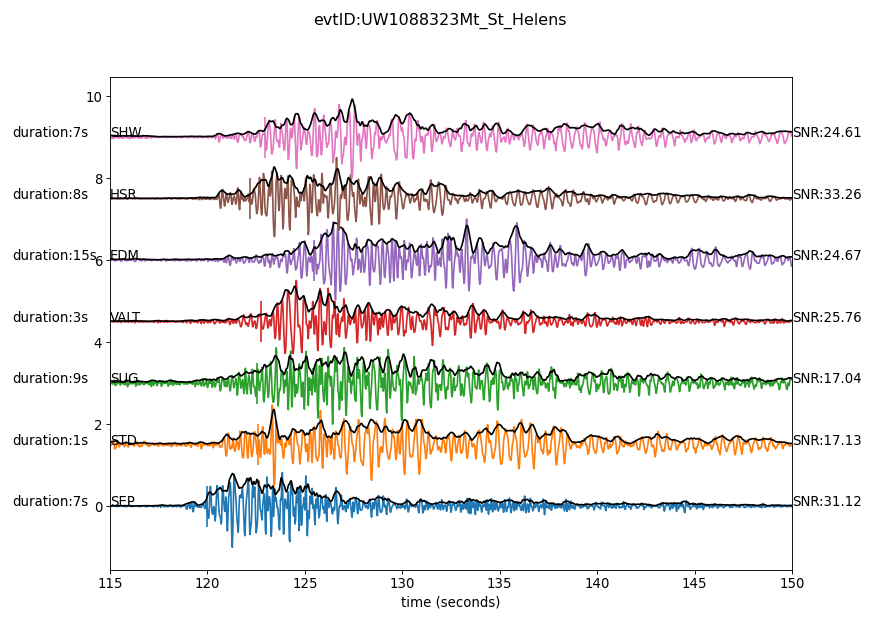 evtID:UW1088323Mt_St_Helens
10
duration:7s SHW SNR:24.61
8
duration:8s HSR SNR:33.26
duration:15s EDM SNR:24.67
6
duration:3s VALT SNR:25.76
4
duration:9s SUG SNR:17.04
2
duration:1s STD SNR:17.13
duration:7s SEP SNR:31.12
0
115 120 125 130 135 140 145 150
time (seconds)